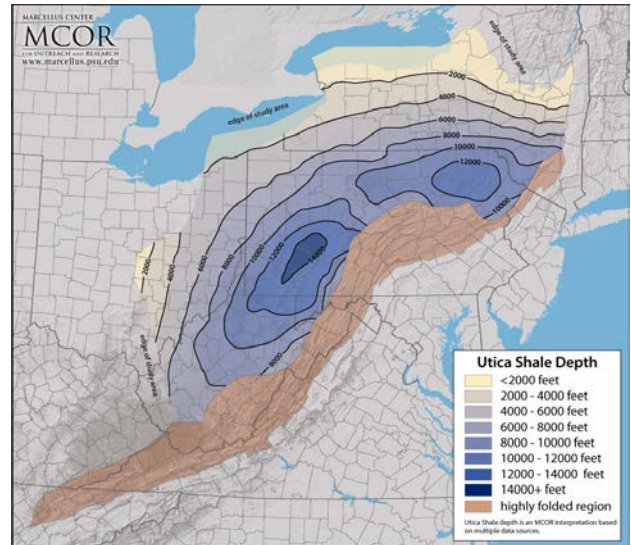 MARCELLUS CENTER
MCOR
FOR OUTREACH AND RESEARCH
www.marcellus.psu.edu
edge of study area
2000
4000
6000
8000
10000
12000
edge of study area
10000
2000
4000
6000
8000
10000
12000
14000
8000
edge of study area
Utica Shale Depth
<2000 feet
2000 - 4000 feet
4000 - 6000 feet
6000 - 8000 feet
8000 - 10000 feet
10000 - 12000 feet
12000 - 14000 feet
14000+ feet
highly folded region
Utica Shale depth is an MCOR interpretation based
on multiple data sources.